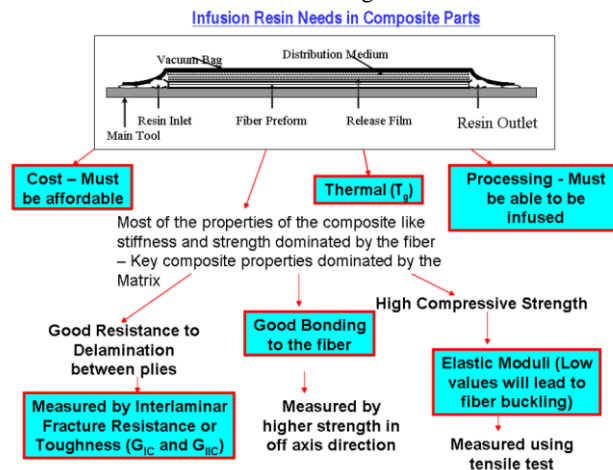 Infusion Resin Needs in Composite Parts
Vacuum Bag
Distribution Medium
Resin Inlet
Fiber Preform
Release Film
Resin Outlet
Main Tool
Cost – Must
be affordable
Thermal (Tg)
Processing - Must
be able to be
infused
Most of the properties of the composite like
stiffness and strength dominated by the fiber
– Key composite properties dominated by the
Matrix
High Compressive Strength
Good Resistance to
Delamination
between plies
Good Bonding
to the fiber
Elastic Moduli (Low
values will lead to
fiber buckling)
Measured by Interlaminar
Fracture Resistance or
Toughness (GIC and GIIC)
Measured by
higher strength in
off axis direction
Measured using
tensile test